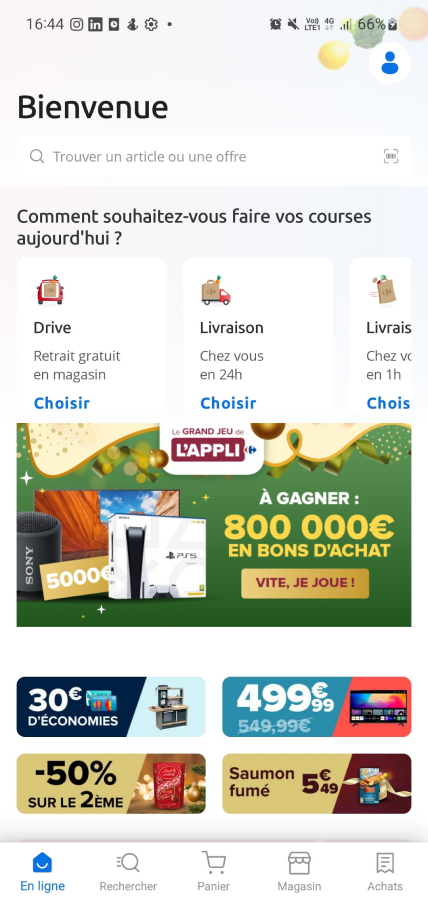 16:44
Vo)) LTE1 4G 66%
Bienvenue
Trouver un article ou une offre
Comment souhaitez-vous faire vos courses
aujourd'hui ?
Drive
Retrait gratuit
en magasin
Choisir
Livraison
Chez vous
en 24h
Choisir
Livrais
Chez vo
en 1h
Chois
Le GRAND JEU de
L'APPLI
À GAGNER :
800 000€
EN BONS D'ACHAT
VITE, JE JOUE !
SONY
5000€
PS5
30€
D'ÉCONOMIES
499€99
549,99€
-50%
SUR LE 2ÈME
Saumon
fumé
5€49
En ligne
Rechercher
Panier
Magasin
Achats